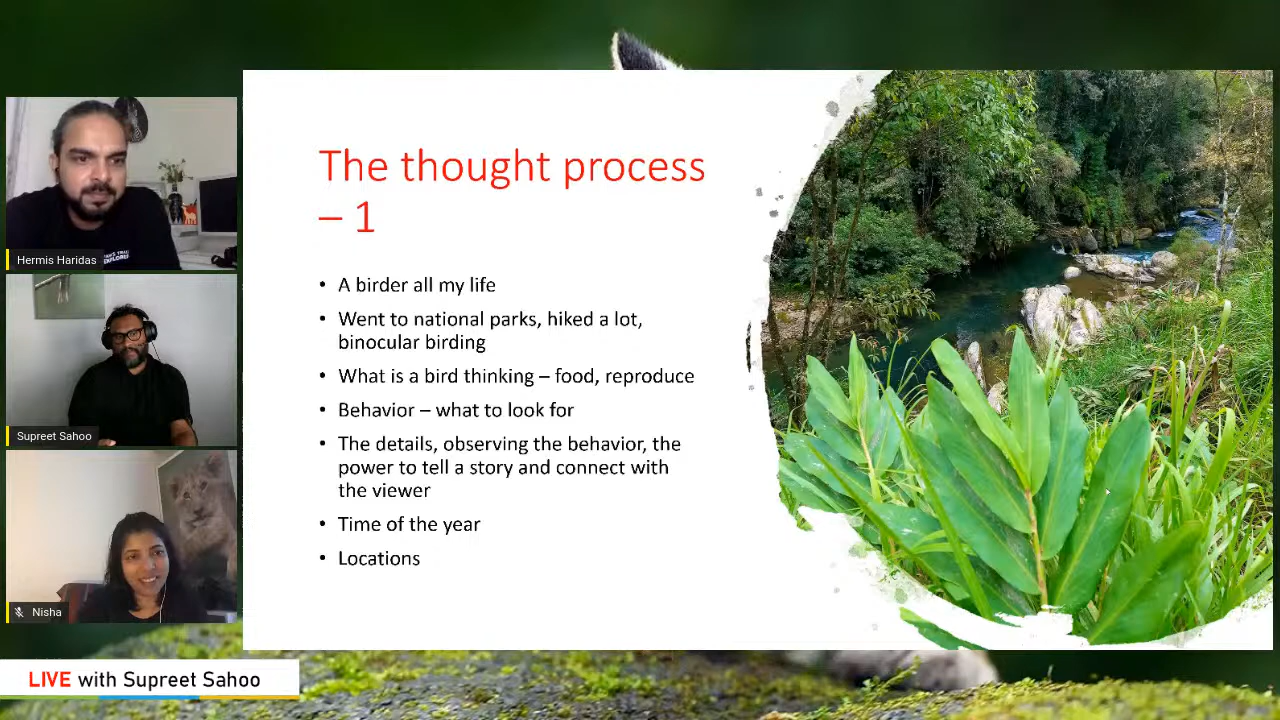 The thought process
– 1
• A birder all my life
• Went to national parks, hiked a lot,
binocular birding
• What is a bird thinking – food, reproduce
• Behavior – what to look for
• The details, observing the behavior, the
power to tell a story and connect with
the viewer
• Time of the year
• Locations
Hermis Haridas
Supreet Sahoo
Nisha
LIVE with Supreet Sahoo